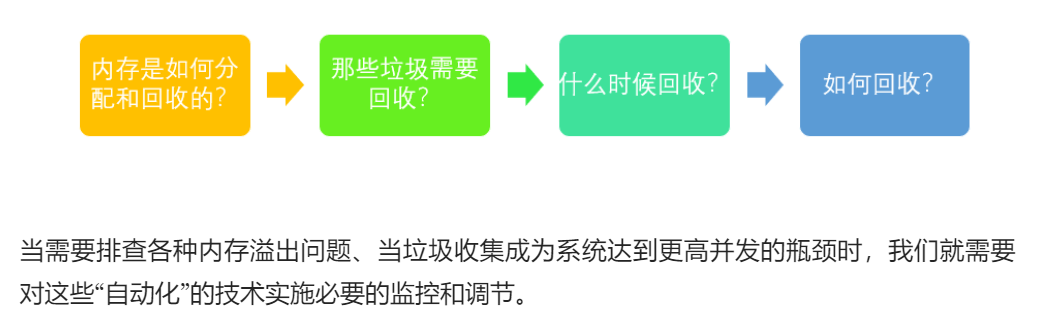 内存是如何分
配和回收的？
那些垃圾需要
回收？
什么时候回收？
如何回收？
当需要排查各种内存溢出问题、当垃圾收集成为系统达到更高并发的瓶颈时，我们就需要
对这些“自动化”的技术实施必要的监控和调节。